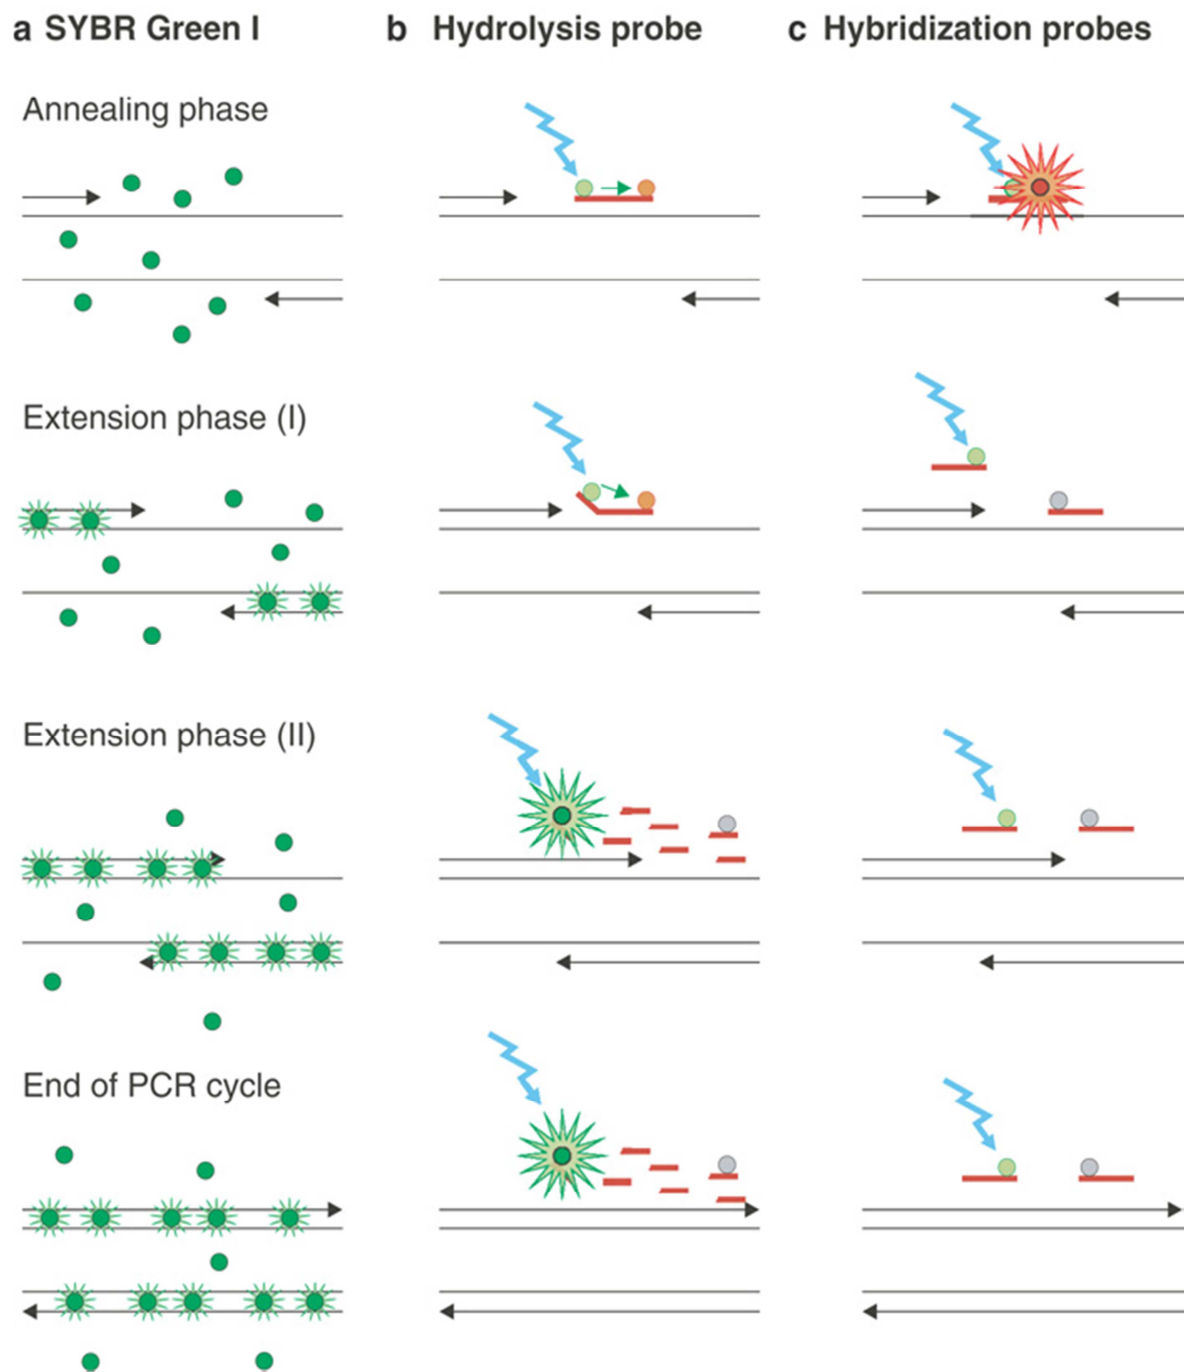 a SYBR Green I
b Hydrolysis probe
c Hybridization probes
Annealing phase
Extension phase (I)
Extension phase (II)
End of PCR cycle